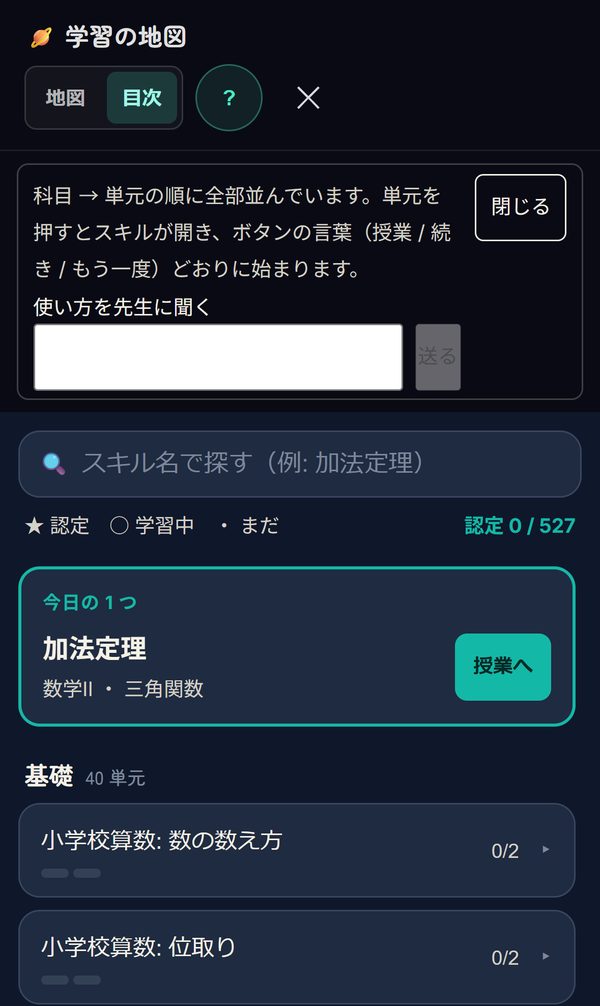 学習の地図
地図 目次 ?
科目 → 単元の順に全部並んでいます。単元を
押すとスキルが開き、ボタンの言葉（授業 / 続
き / もう一度）どおりに始まります。
閉じる
使い方を先生に聞く
送る
スキル名で探す（例: 加法定理）
★ 認定 ○ 学習中 ・ まだ 認定 0 / 527
今日の 1 つ
加法定理
数学II ・ 三角関数
授業へ
基礎 40 単元
小学校算数: 数の数え方
0/2
小学校算数: 位取り
0/2